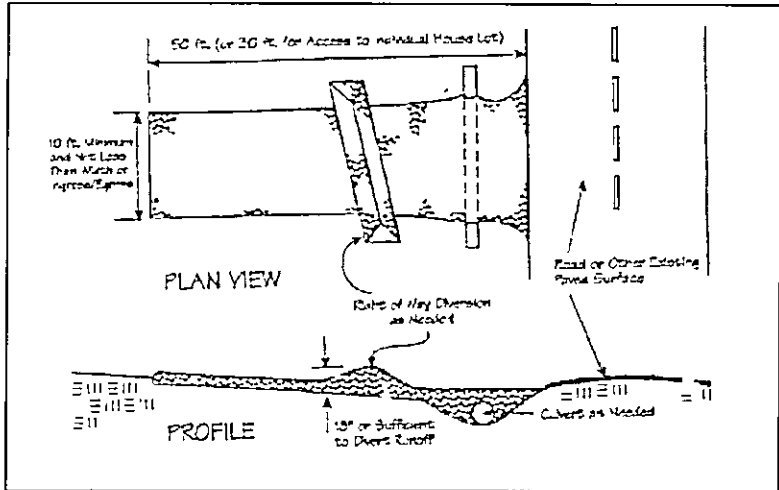 50 ft. (or 30 ft. for Access to Individual House Lot)
10 ft. Minimum
and Not Less
Than Width of
Ingress/Egress
PLAN VIEW
Road or Other Existing
Paved Surface
Right of Way Diversion
as Needed
18" or Sufficient
to Divert Runoff
Culvert as Needed
PROFILE